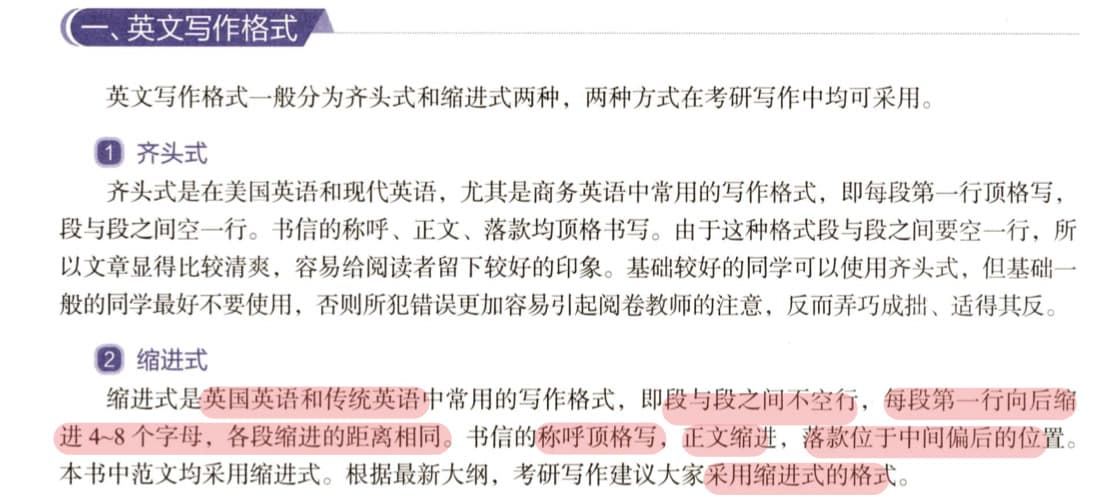 一、英文写作格式
英文写作格式一般分为齐头式和缩进式两种，两种方式在考研写作中均可采用。
1 齐头式
齐头式是在美国英语和现代英语，尤其是商务英语中常用的写作格式，即每段第一行顶格写，
段与段之间空一行。书信的称呼、正文、落款均顶格书写。由于这种格式段与段之间要空一行，所
以文章显得比较清爽，容易给阅读者留下较好的印象。基础较好的同学可以使用齐头式，但基础一
般的同学最好不要使用，否则所犯错误更加容易引起阅卷教师的注意，反而弄巧成拙、适得其反。
2 缩进式
缩进式是英国英语和传统英语中常用的写作格式，即段与段之间不空行，每段第一行向后缩
进 4~8 个字母，各段缩进的距离相同。书信的称呼顶格写，正文缩进，落款位于中间偏后的位置。
本书中范文均采用缩进式。根据最新大纲，考研写作建议大家采用缩进式的格式。